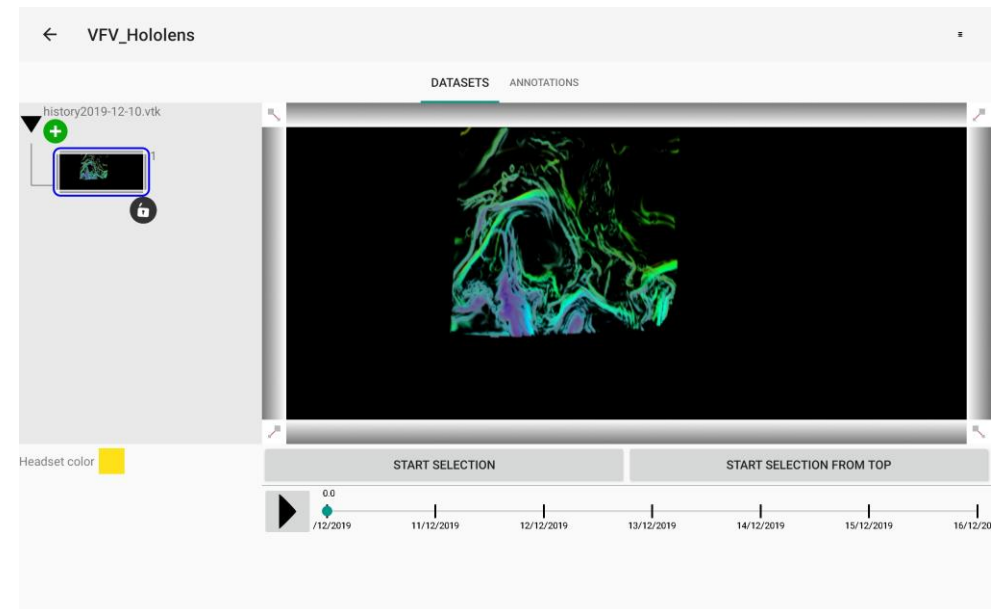 VFV_Hololens
DATASETS ANNOTATIONS
history2019-12-10.vtk
1
Headset color
START SELECTION START SELECTION FROM TOP
0.0
/12/2019 11/12/2019 12/12/2019 13/12/2019 14/12/2019 15/12/2019 16/12/20